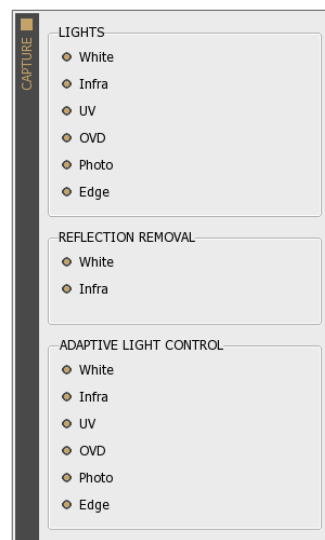 CAPTURE
LIGHTS
White
Infra
UV
OVD
Photo
Edge
REFLECTION REMOVAL
White
Infra
ADAPTIVE LIGHT CONTROL
White
Infra
UV
OVD
Photo
Edge